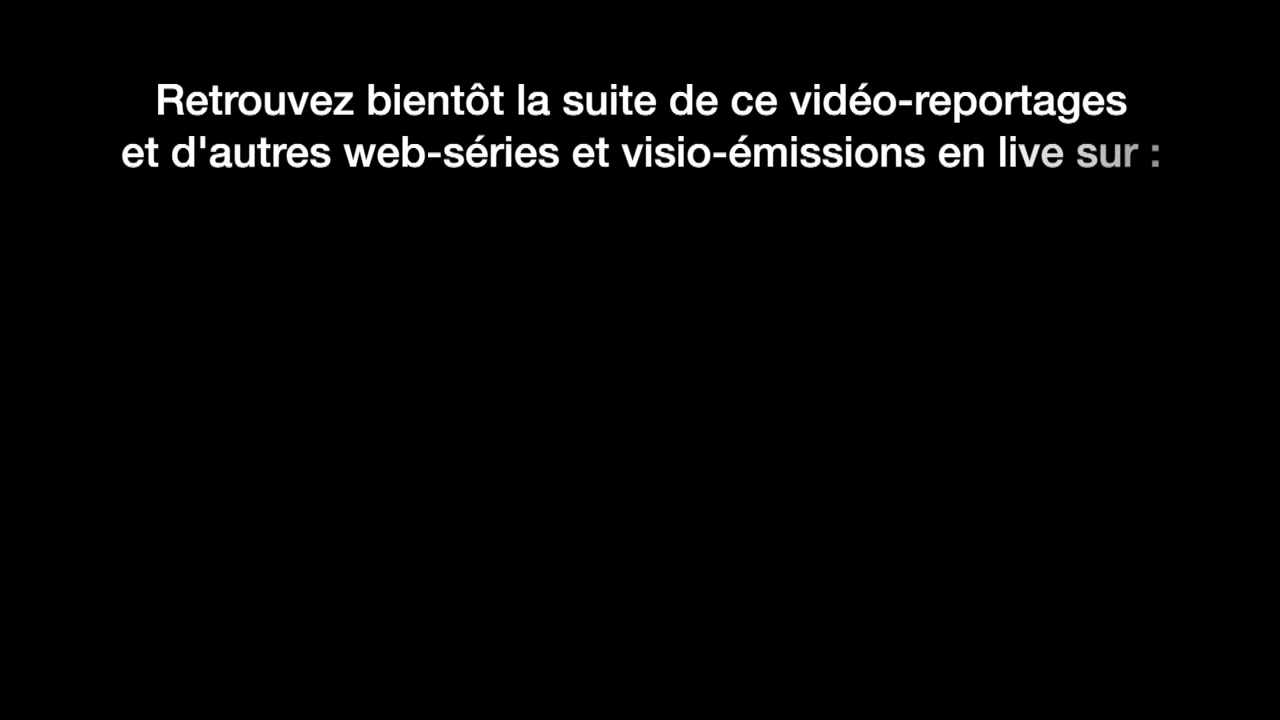 Retrouvez bientôt la suite de ce vidéo-reportages
et d'autres web-séries et visio-émissions en live sur :